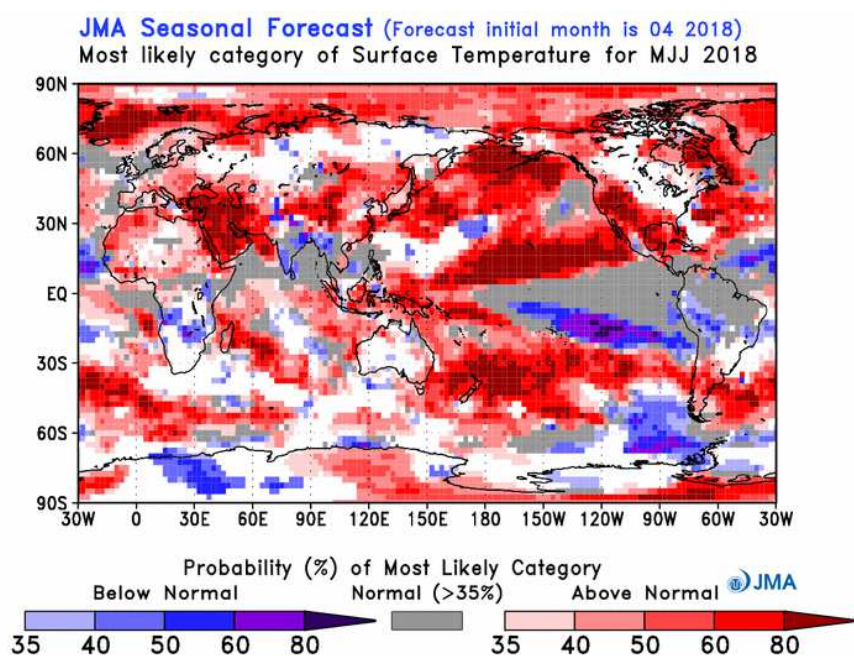 JMA Seasonal Forecast (Forecast initial month is 04 2018)
Most likely category of Surface Temperature for MJJ 2018
90N
60N
30N
EQ
30S
60S
90S
30W 0 30E 60E 90E 120E 150E 180 150W 120W 90W 60W 30W
Probability (%) of Most Likely Category
Below Normal Normal (>35%) Above Normal JMA
35 40 50 60 80 35 40 50 60 80